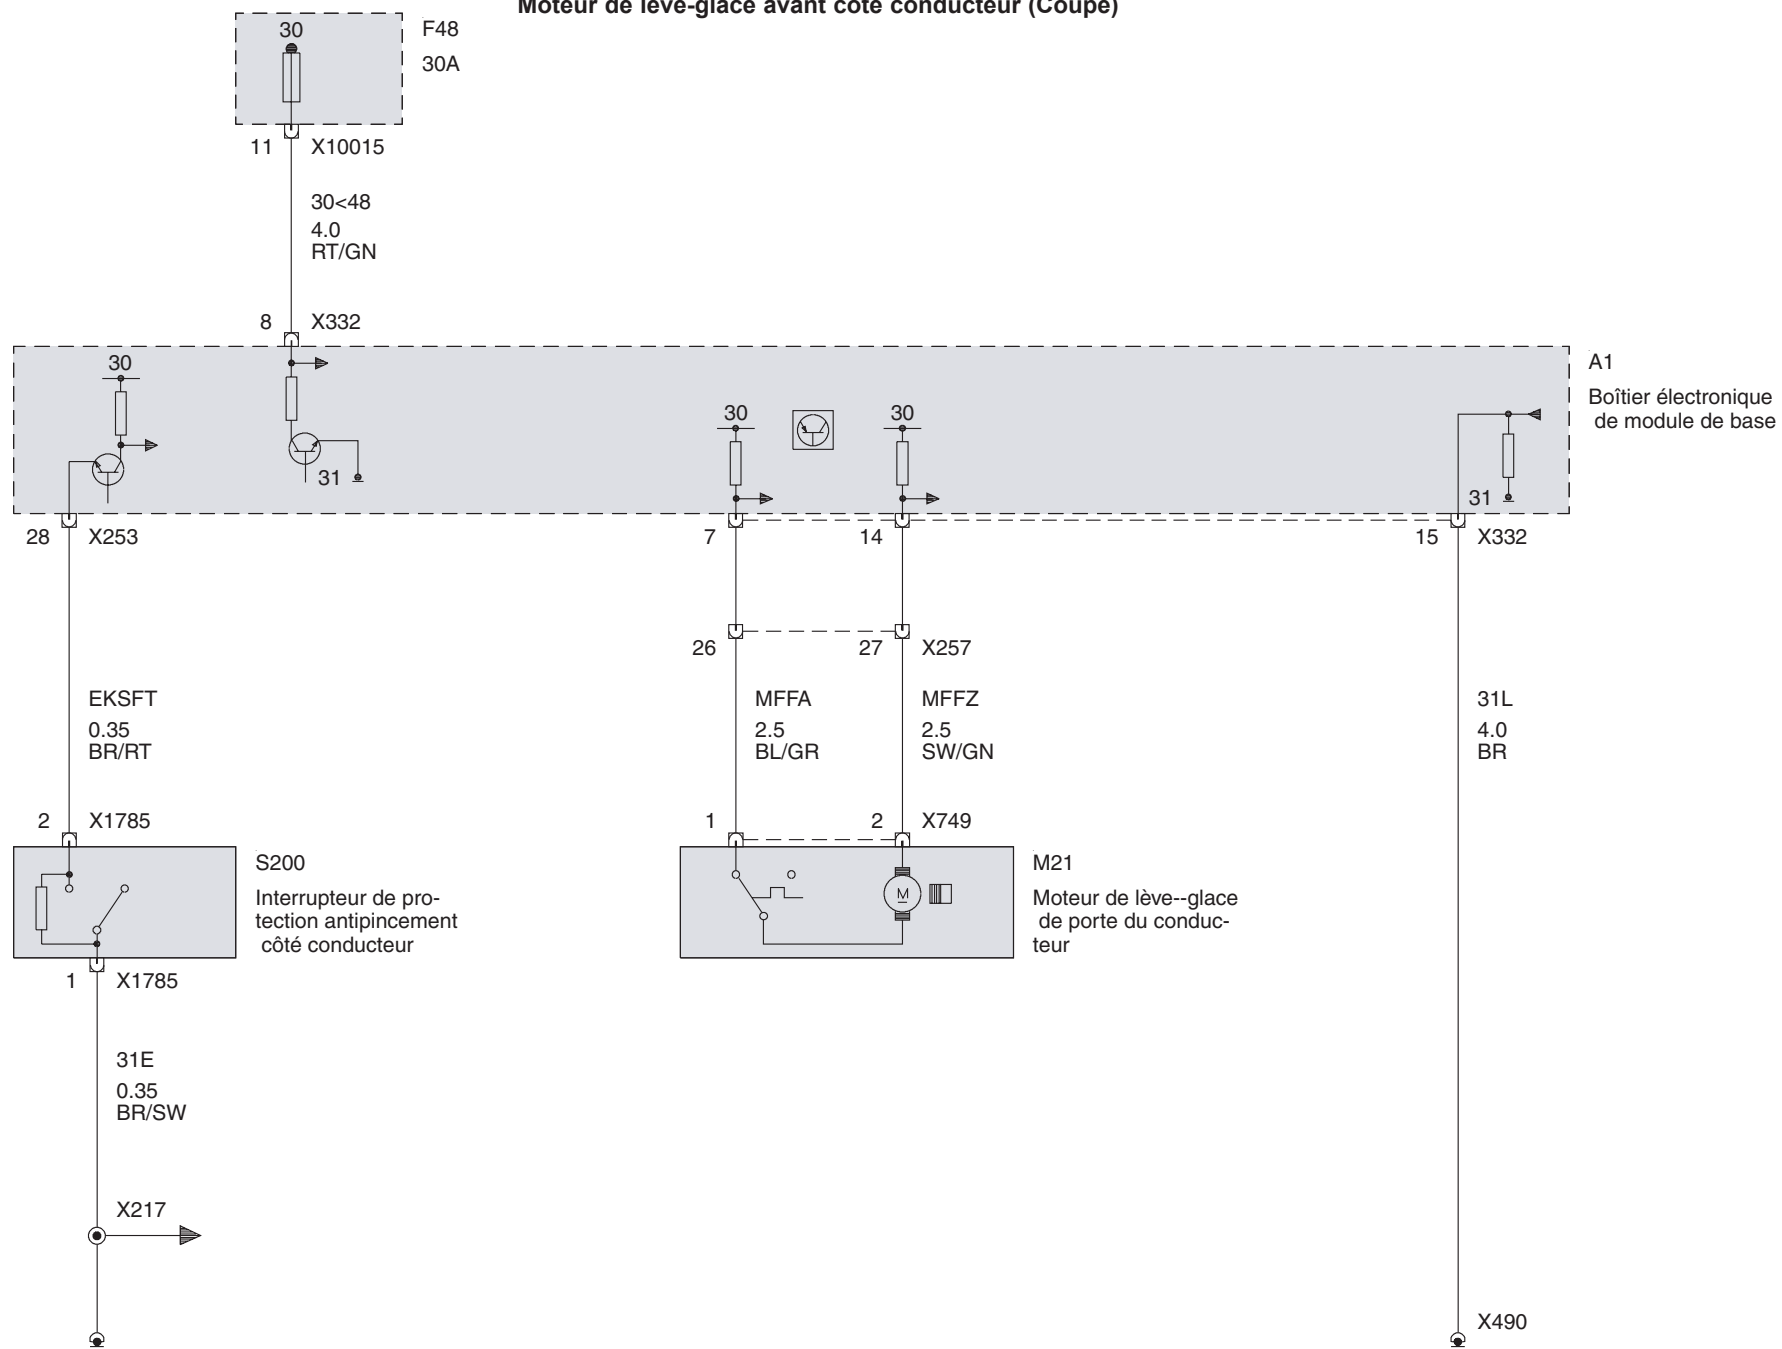 Moteur de lève-glace avant côté conducteur (Coupé)
30
F48
30A
11
X10015
30<48
4.0
RT/GN
8
X332
30
30
30
31
31
A1
Boîtier électronique
de module de base
28
X253
7
14
15
X332
26
27
X257
EKSFT
0.35
BR/RT
MFFA
2.5
BL/GR
MFFZ
2.5
SW/GN
31L
4.0
BR
2
X1785
1
2
X749
S200
Interrupteur de pro-
tection antipincement
côté conducteur
M
M21
Moteur de lève--glace
de porte du conduc-
teur
1
X1785
31E
0.35
BR/SW
X217
X490